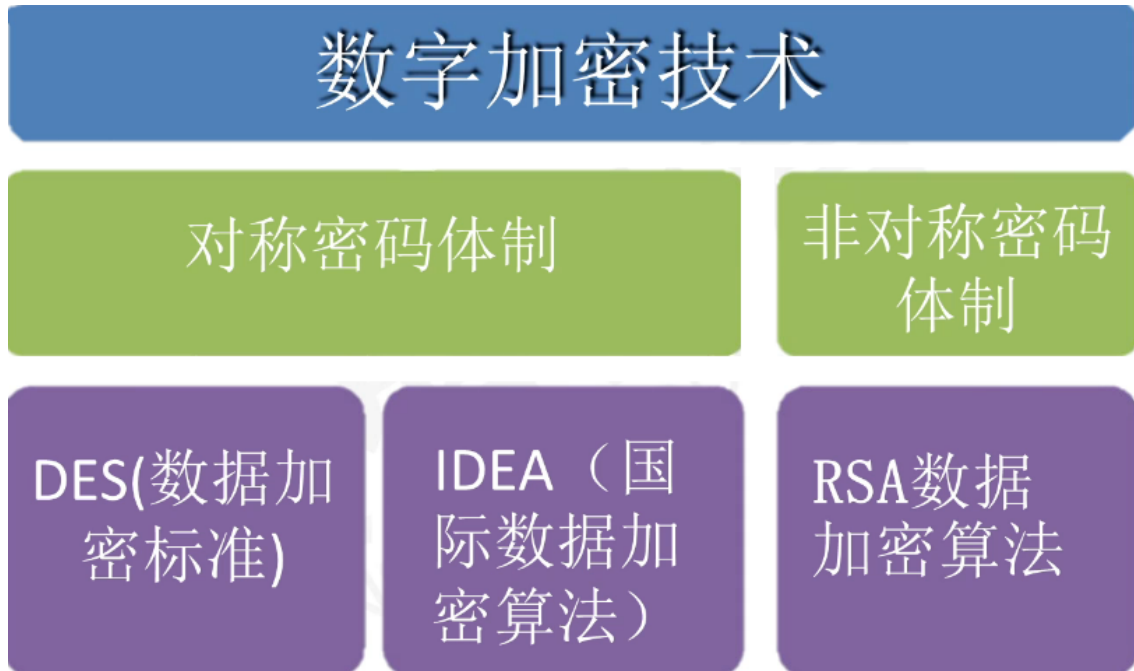 数字加密技术
对称密码体制
非对称密码
体制
DES(数据加
密标准)
IDEA（国
际数据加
密算法）
RSA数据
加密算法